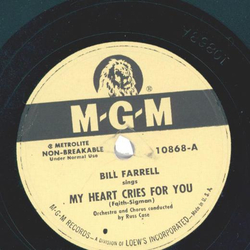 M-G-M
@ METROLITE
NON-BREAKABLE
Under Normal Use
10868-A
BILL FARRELL
sings
MY HEART CRIES FOR YOU
(Faith-Sigman)
Orchestra and Chorus conducted
by Russ Case
M-G-M RECORDS - A DIVISION OF LOEW'S INCORPORATED - MADE IN U.S.A.